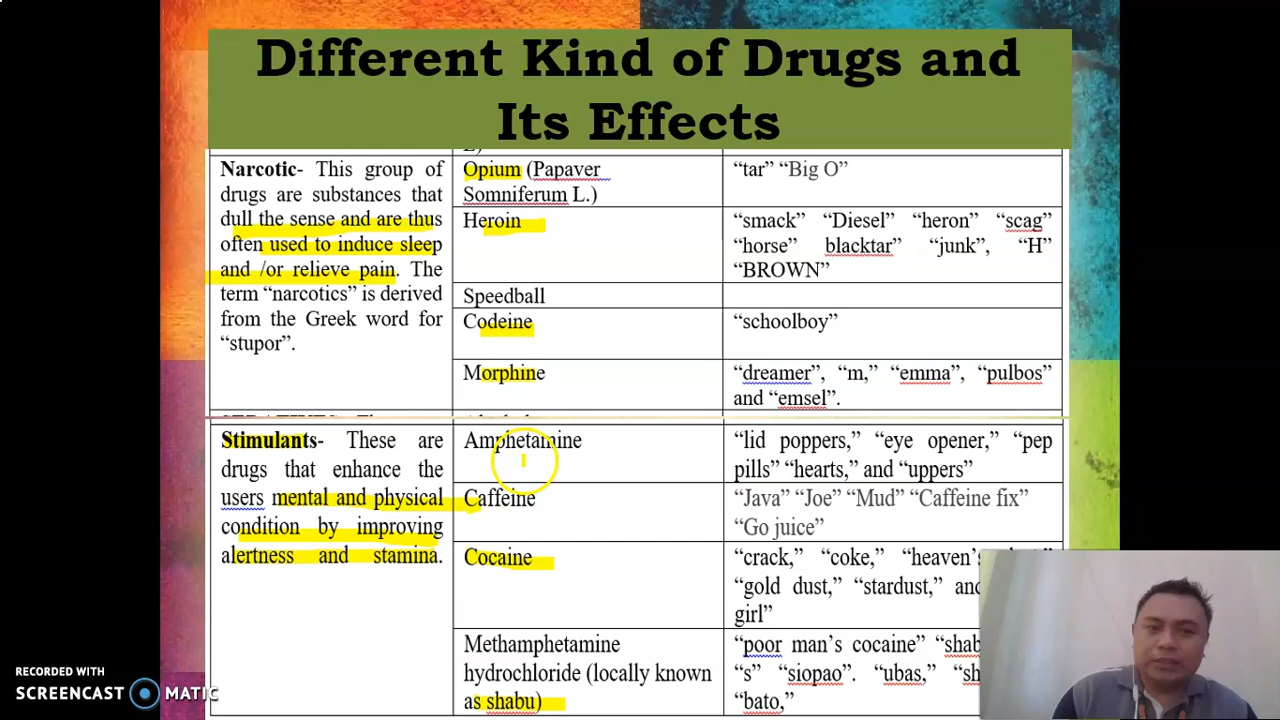 Different Kind of Drugs and
Its Effects
Narcotic- This group of
drugs are substances that
dull the sense and are thus
often used to induce sleep
and /or relieve pain. The
term “narcotics” is derived
from the Greek word for
“stupor”.
Opium (Papaver
Somniferum L.)
“tar” “Big O”
Heroin
“smack” “Diesel” “heron” “scag”
“horse” blacktar” “junk”, “H”
“BROWN”
Speedball
Codeine
“schoolboy”
Morphine
“dreamer”, “m,” “emma”, “pulbos”
and “emsel”.
Stimulants- These are
drugs that enhance the
users mental and physical
condition by improving
alertness and stamina.
Amphetamine
“lid poppers,” “eye opener,” “pep
pills” “hearts,” and “uppers”
Caffeine
“Java” “Joe” “Mud” “Caffeine fix”
“Go juice”
Cocaine
“crack,” “coke,” “heaven’s
“gold dust,” “stardust,” and
girl”
Methamphetamine
hydrochloride (locally known
as shabu)
“poor man’s cocaine”
“s” “siopao”. “ubas,”
“bato,”
RECORDED WITH
SCREENCAST MATIC